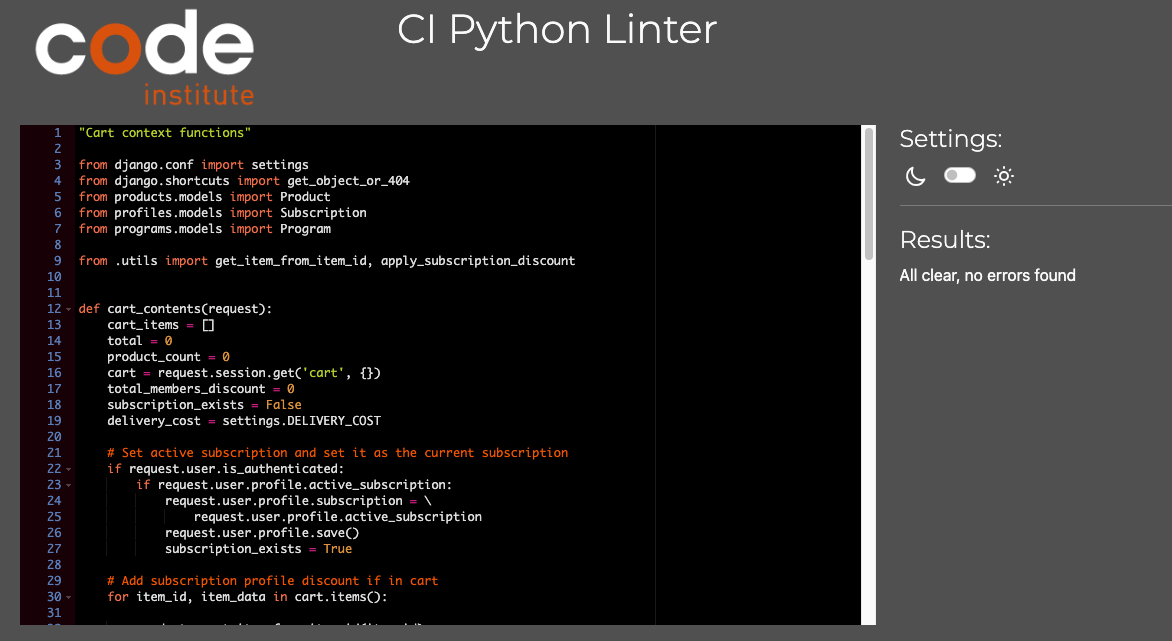 code
institute
CI Python Linter
1 "Cart context functions"
2
3 from django.conf import settings
4 from django.shortcuts import get_object_or_404
5 from products.models import Product
6 from profiles.models import Subscription
7 from programs.models import Program
8
9 from .utils import get_item_from_item_id, apply_subscription_discount
10
11
12 def cart_contents(request):
13     cart_items = []
14     total = 0
15     product_count = 0
16     cart = request.session.get('cart', {})
17     total_members_discount = 0
18     subscription_exists = False
19     delivery_cost = settings.DELIVERY_COST
20
21     # Set active subscription and set it as the current subscription
22     if request.user.is_authenticated:
23         if request.user.profile.active_subscription:
24             request.user.profile.subscription = \
25                 request.user.profile.active_subscription
26             request.user.profile.save()
27             subscription_exists = True
28
29     # Add subscription profile discount if in cart
30     for item_id, item_data in cart.items():
31
Settings:
Results:
All clear, no errors found